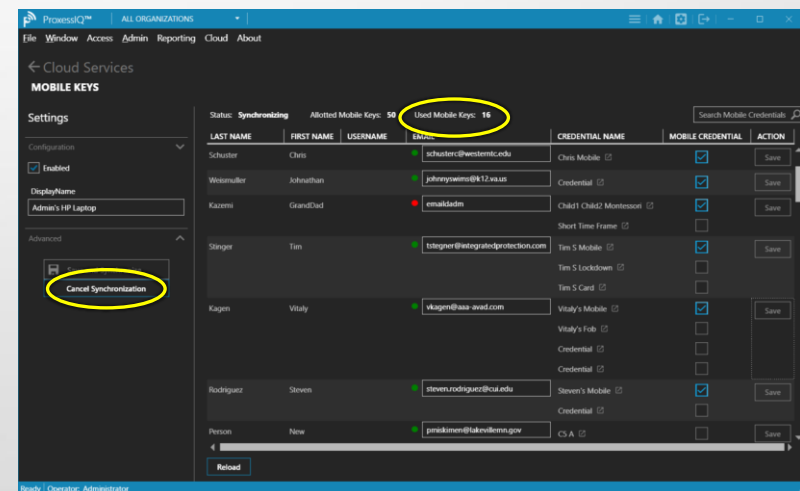 ProxessIQ™ ALL ORGANIZATIONS
File Window Access Admin Reporting Cloud About
Cloud Services
MOBILE KEYS
Settings
Status: Synchronizing Allotted Mobile Keys: 50 Used Mobile Keys: 16 Search Mobile Credentials
LAST NAME FIRST NAME USERNAME EMAIL CREDENTIAL NAME MOBILE CREDENTIAL ACTION
Configuration
Schuster Chris schusterc@westerntc.edu Chris Mobile Save
Enabled
Weismuller Johnathan johnnyswims@k12.va.us Credential Save
DisplayName
Admin's HP Laptop
Kazemi GrandDad emaildadm Child1 Child2 Montessori Save
Short Time Frame
Advanced
Stinger Tim tstegner@integratedprotection.com Tim S Mobile Save
Tim S Lockdown
Cancel Synchronization
Tim S Card
Kagen Vitaly vkagen@aaa-avad.com Vitaly's Mobile Save
Vitaly's Fob
Credential
Credential
Rodriguez Steven steven.rodriguez@cui.edu Steven's Mobile Save
Credential
Person New pmiskimen@lakevillemn.gov CS A Save
Reload
Ready Operator: Administrator